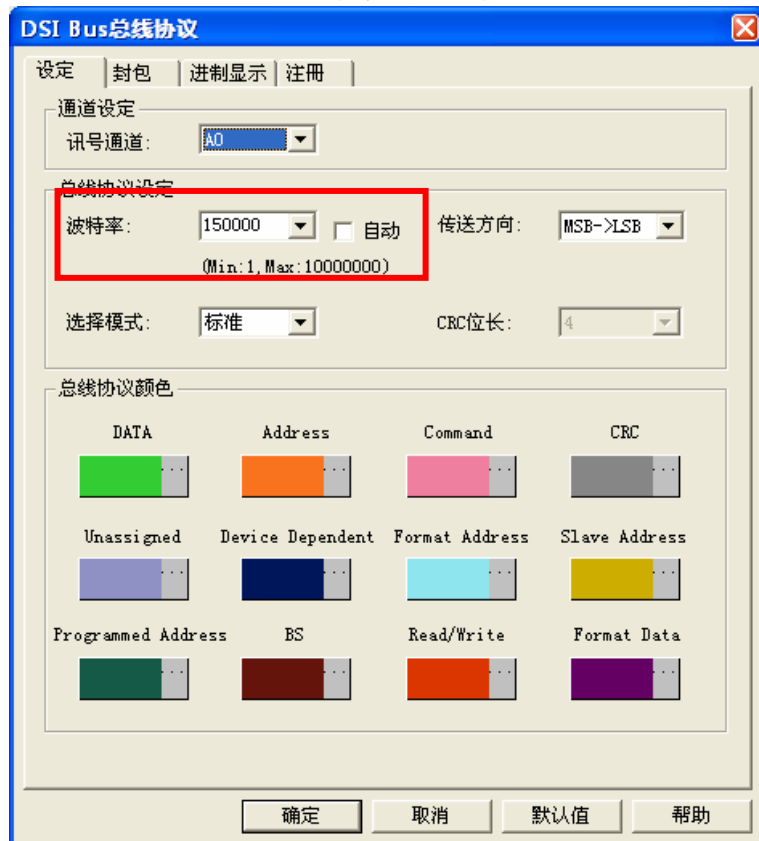 DSI Bus总线协议
设定 封包 进制显示 注册
通道设定
讯号通道: A0
总线协议设定
波特率: 150000 自动 传送方向: MSB->LSB
(Min:1,Max:10000000)
选择模式: 标准 CRC位长: 4
总线协议颜色
DATA Address Command CRC
... ... ... ...
Unassigned Device Dependent Format Address Slave Address
... ... ... ...
Programmed Address BS Read/Write Format Data
... ... ... ...
确定 取消 默认值 帮助